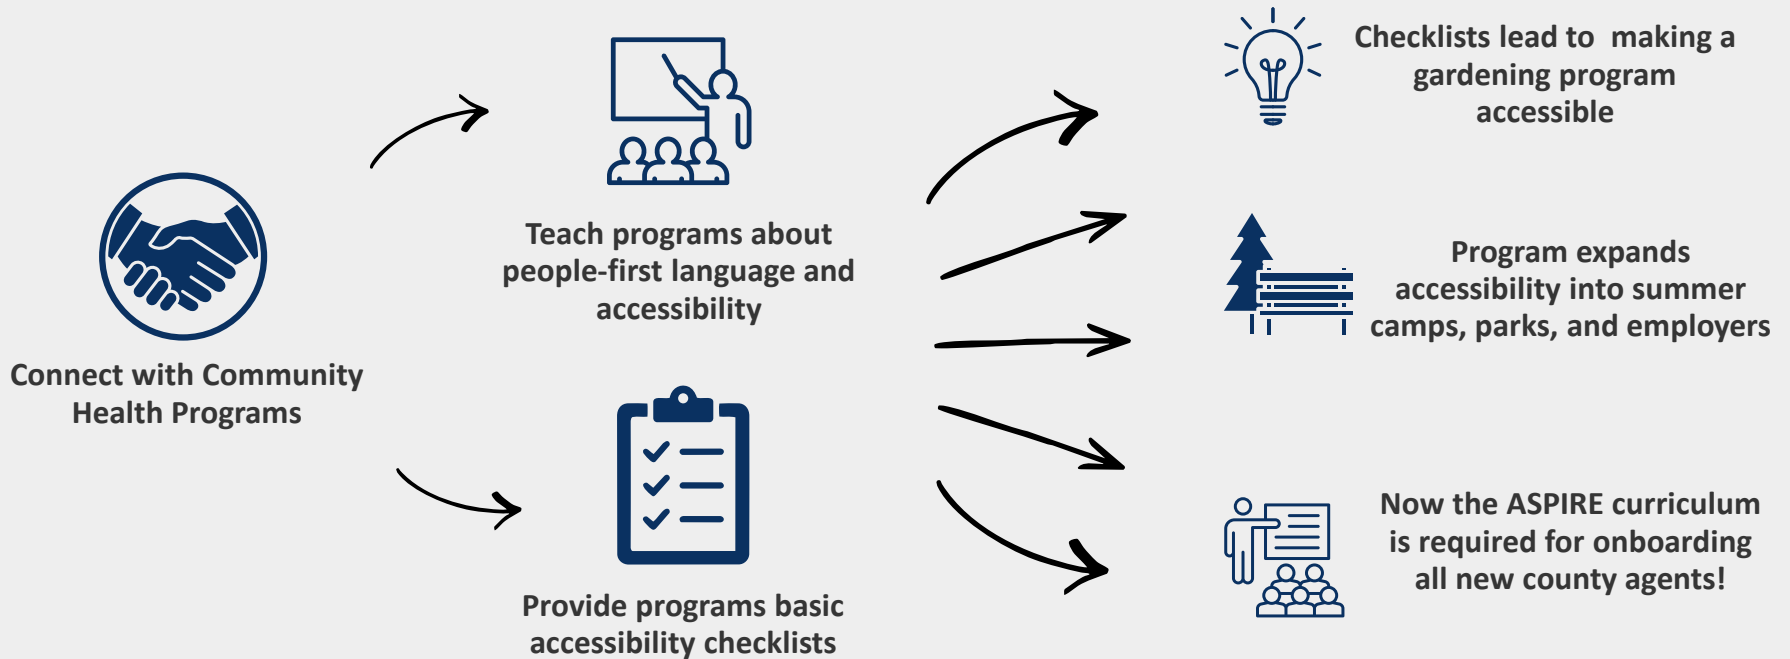 Connect with Community
Health Programs
Teach programs about
people-first language and
accessibility
Provide programs basic
accessibility checklists
Checklists lead to  making a
gardening program
accessible
Program expands
accessibility into summer
camps, parks, and employers
Now the ASPIRE curriculum
is required for onboarding
all new county agents!